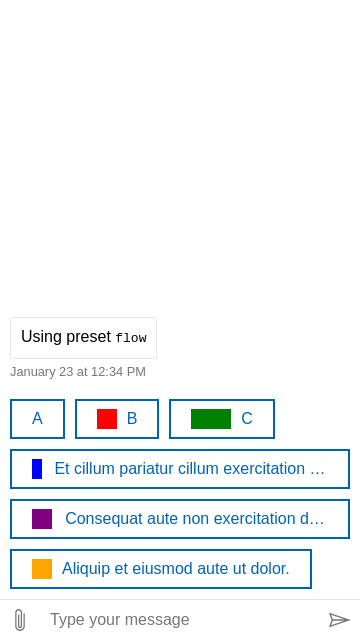 Using preset flow
January 23 at 12:34 PM
A
B
C
Et cillum pariatur cillum exercitation …
Consequat aute non exercitation d…
Aliquip et eiusmod aute ut dolor.
Type your message